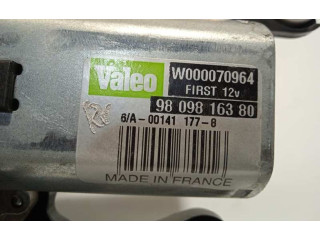 Valeo
W000070964
FIRST 12v
98 098 163 80
6/A-00141 177-8
MADE IN FRANCE